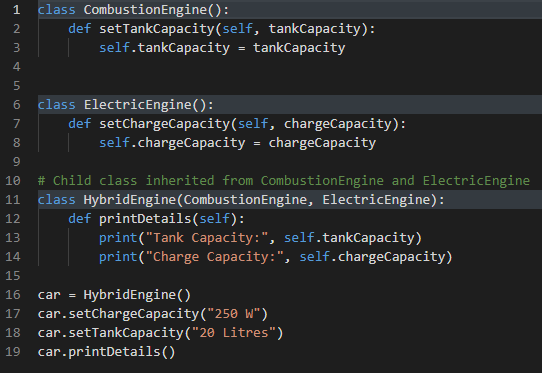 1 class CombustionEngine():
2     def setTankCapacity(self, tankCapacity):
3         self.tankCapacity = tankCapacity
4
5
6 class ElectricEngine():
7     def setChargeCapacity(self, chargeCapacity):
8         self.chargeCapacity = chargeCapacity
9
10 # Child class inherited from CombustionEngine and ElectricEngine
11 class HybridEngine(CombustionEngine, ElectricEngine):
12     def printDetails(self):
13         print("Tank Capacity:", self.tankCapacity)
14         print("Charge Capacity:", self.chargeCapacity)
15
16 car = HybridEngine()
17 car.setChargeCapacity("250 W")
18 car.setTankCapacity("20 Litres")
19 car.printDetails()